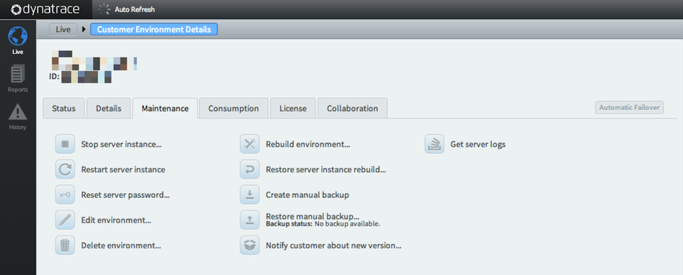 dynatrace Auto Refresh
Live Customer Environment Details
Live
ID:
Reports
History
Status Details Maintenance Consumption License Collaboration Automatic Failover
Stop server instance... Rebuild environment... Get server logs
Restart server instance Restore server instance rebuild...
Reset server password... Create manual backup
Edit environment... Restore manual backup...
Backup status: No backup available.
Delete environment... Notify customer about new version...